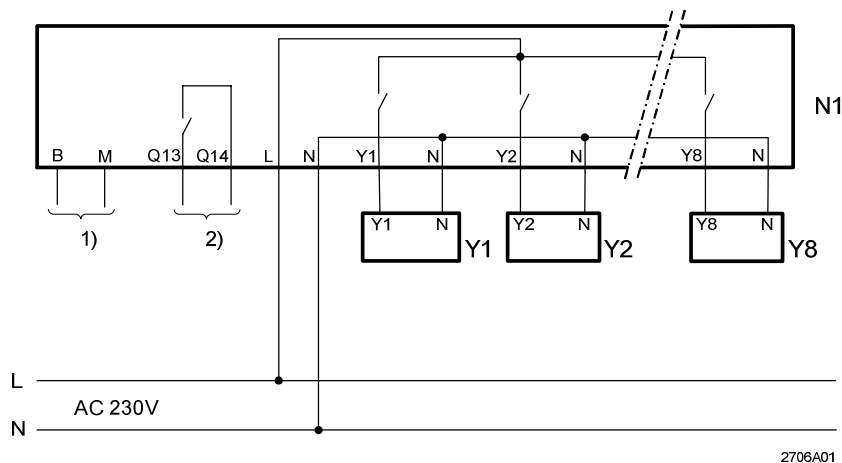 N1
B M Q13 Q14 L N Y1 N Y2 N Y8 N
Y1 N Y2 N Y8 N
1) 2) Y1 Y2 Y8
L
AC 230V
N
2706A01